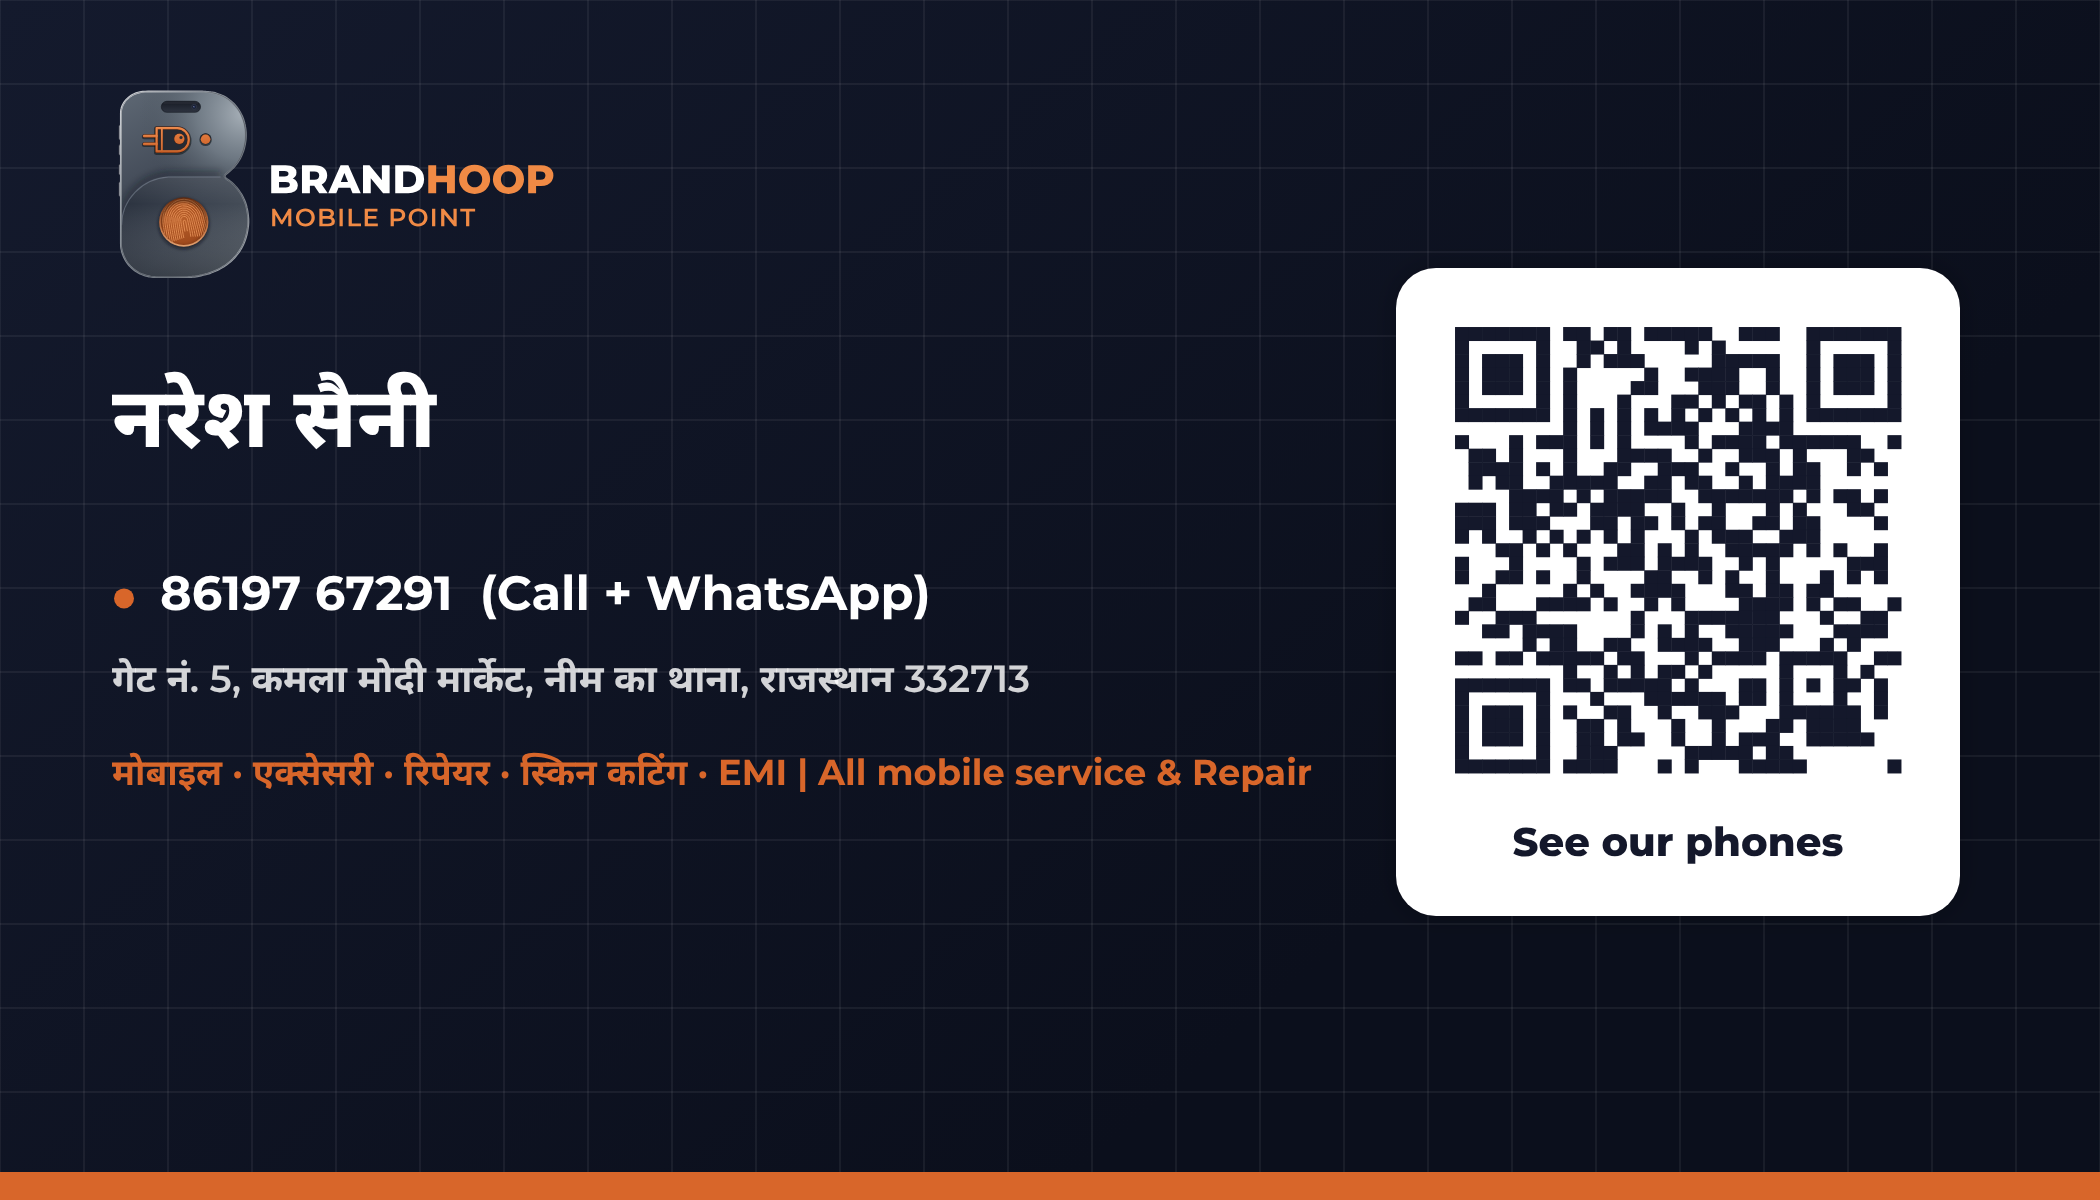 BRANDHOOP
MOBILE POINT
नरेश सैनी
86197 67291 (Call + WhatsApp)
गेट नं. 5, कमला मोदी मार्केट, नीम का थाना, राजस्थान 332713
मोबाइल · एक्सेसरी · रिपेयर · स्किन कटिंग · EMI | All mobile service & Repair
See our phones